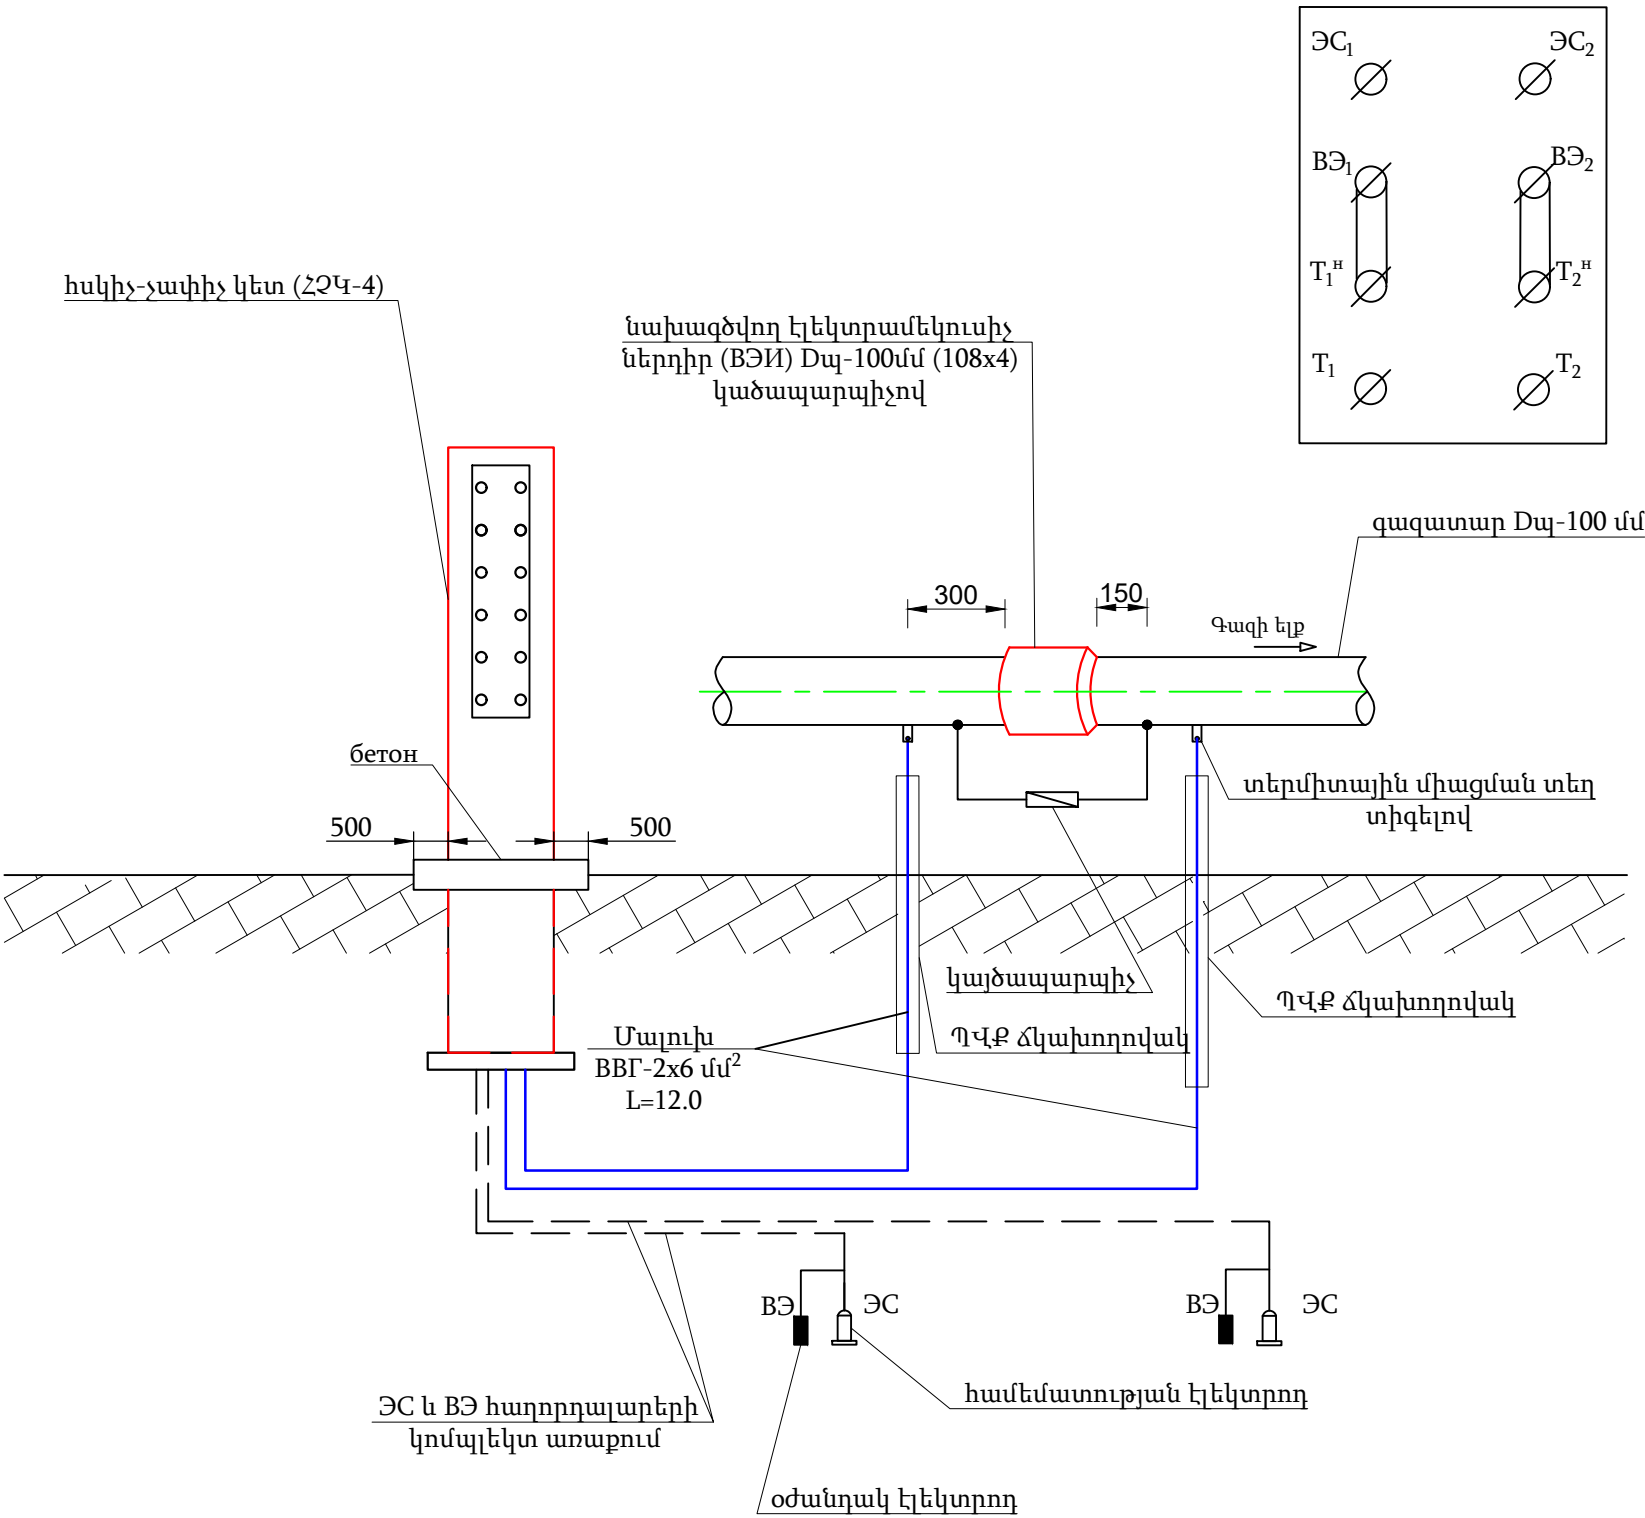 ЭС1 ЭС2
ВЭ1 ВЭ2
Т1н Т2н
Т1 Т2
հսկիչ-չափիչ կետ (ՀՉԿ-4)
նախագծվող էլեկտրամեկուսիչ
ներդիր (ВЭИ) Dպ-100մմ (108x4)
կածապարպիչով
գազատար Dպ-100 մմ
300
150
Գազի ելք
бетон
500
500
տերմիտային միացման տեղ
տիգելով
կայծապարպիչ
ՊՎՔ ճկախողովակ
ՊՎՔ ճկախողովակ
Մալուխ
ВВГ-2x6 մմ²
L=12.0
ВЭ ЭС
ВЭ ЭС
համեմատության էլեկտրոդ
ЭС և ВЭ հաղորդալարերի
կոմպլեկտ առաքում
օժանդակ էլեկտրոդ